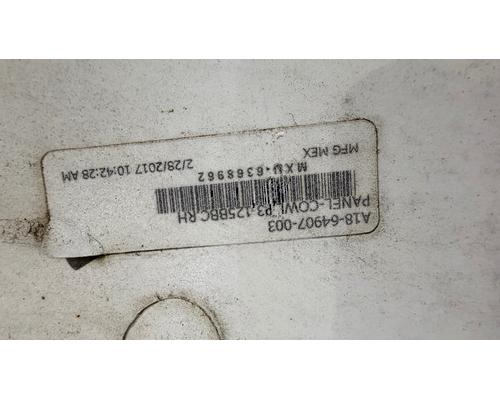 A18-64907-003
PANEL-COWL,P3,125BBC RH
MXU.6368962
MFG MEX 2/28/2017 10:42:28 AM